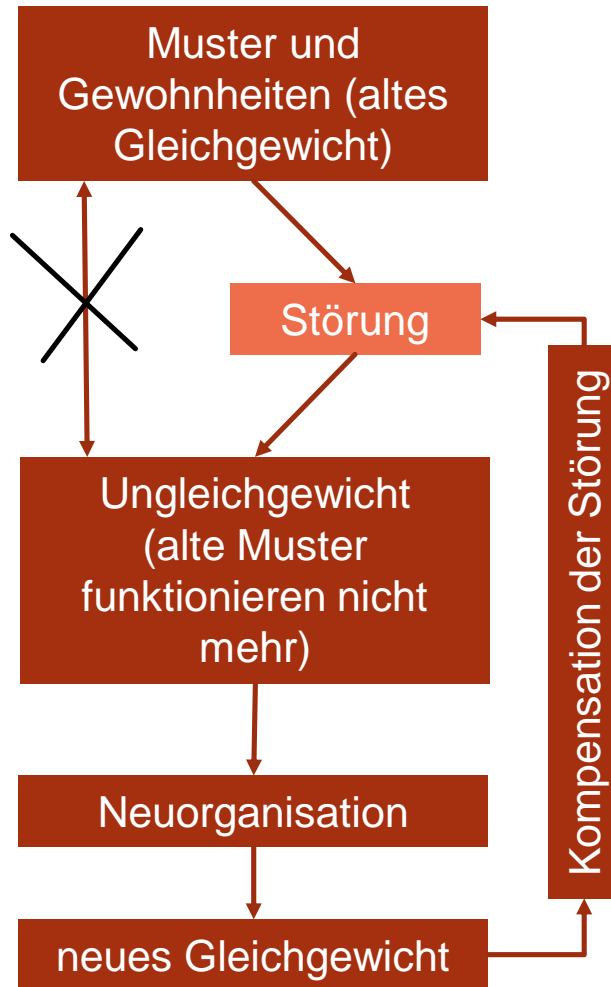 Muster und
Gewohnheiten (altes
Gleichgewicht)
Störung
Ungleichgewicht
(alte Muster
funktionieren nicht
mehr)
Neuorganisation
neues Gleichgewicht
Kompensation der Störung